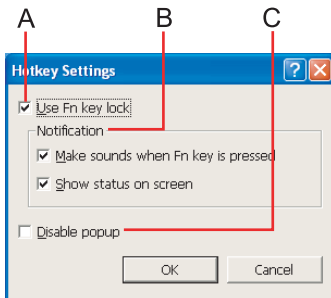 A B C
Hotkey Settings
Use Fn key lock
Notification
Make sounds when Fn key is pressed
Show status on screen
Disable popup
OK Cancel